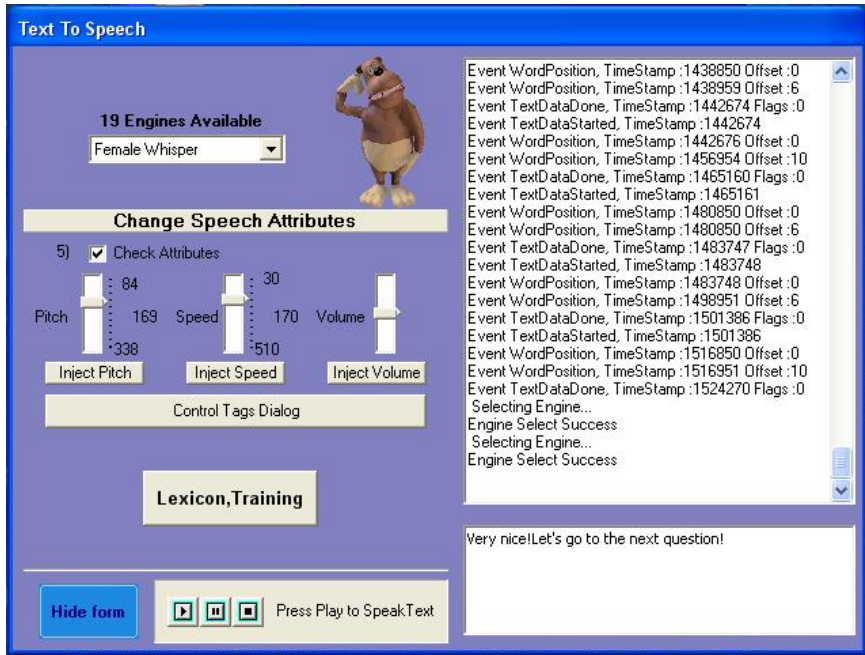 Text To Speech
19 Engines Available
Female Whisper
Change Speech Attributes
5) Check Attributes
84
Pitch 169
338
30
Speed 170
510
Volume
Inject Pitch
Inject Speed
Inject Volume
Control Tags Dialog
Lexicon,Training
Hide form
Press Play to SpeakText
Event WordPosition, TimeStamp :1438850 Offset :0
Event WordPosition, TimeStamp :1438959 Offset :6
Event TextDataDone, TimeStamp :1442674 Flags :0
Event TextDataStarted, TimeStamp :1442674
Event WordPosition, TimeStamp :1442676 Offset :0
Event WordPosition, TimeStamp :1456954 Offset :10
Event TextDataDone, TimeStamp :1465160 Flags :0
Event TextDataStarted, TimeStamp :1465161
Event WordPosition, TimeStamp :1480850 Offset :0
Event WordPosition, TimeStamp :1480850 Offset :6
Event TextDataDone, TimeStamp :1483747 Flags :0
Event TextDataStarted, TimeStamp :1483748
Event WordPosition, TimeStamp :1483748 Offset :0
Event WordPosition, TimeStamp :1498951 Offset :6
Event TextDataDone, TimeStamp :1501386 Flags :0
Event TextDataStarted, TimeStamp :1501386
Event WordPosition, TimeStamp :1516850 Offset :0
Event WordPosition, TimeStamp :1516951 Offset :10
Event TextDataDone, TimeStamp :1524270 Flags :0
Selecting Engine...
Engine Select Success
Selecting Engine...
Engine Select Success
Very nice!Let's go to the next question!